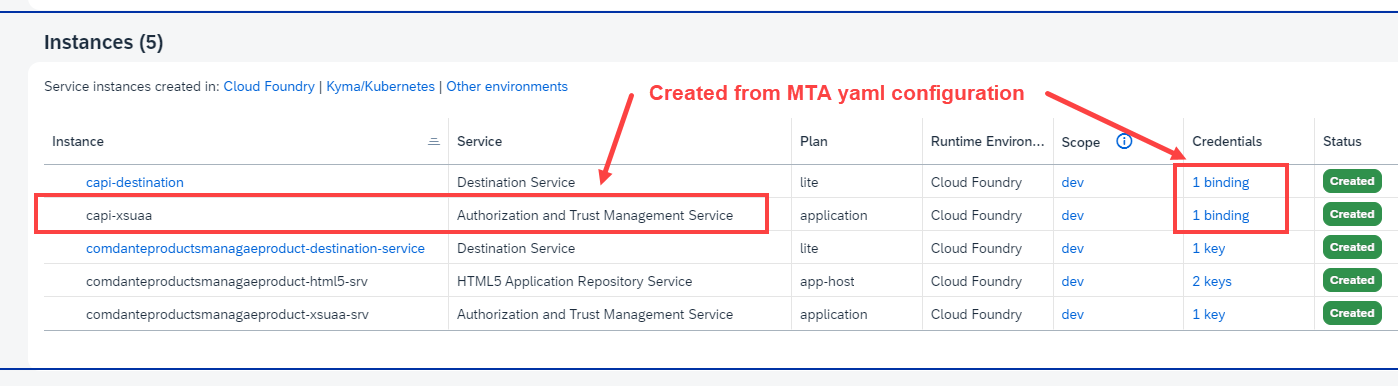 Instances (5)
Service instances created in: Cloud Foundry | Kyma/Kubernetes | Other environments
Created from MTA yaml configuration
Instance Service Plan Runtime Environ... Scope Credentials Status
capi-destination Destination Service lite Cloud Foundry dev 1 binding Created
capi-xsuaa Authorization and Trust Management Service application Cloud Foundry dev 1 binding Created
comdanteproductsmanagaeproduct-destination-service Destination Service lite Cloud Foundry dev 1 key Created
comdanteproductsmanagaeproduct-html5-srv HTML5 Application Repository Service app-host Cloud Foundry dev 2 keys Created
comdanteproductsmanagaeproduct-xsuaa-srv Authorization and Trust Management Service application Cloud Foundry dev 1 key Created